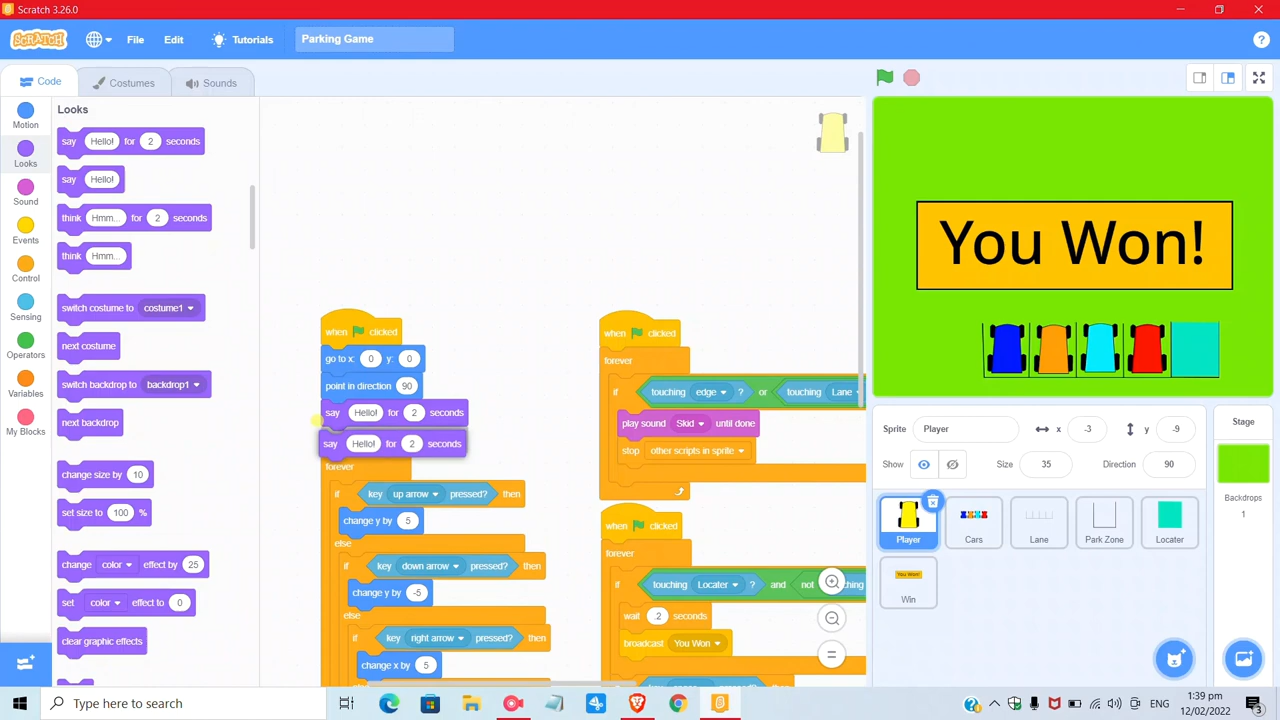 Scratch 3.26.0
SCRATCH File Edit Tutorials Parking Game
Code Costumes Sounds
Motion
Looks
Sound
Events
Control
Sensing
Operators
Variables
My Blocks
Looks
say Hello! for 2 seconds
say Hello!
think Hmm... for 2 seconds
think Hmm...
switch costume to costume1
next costume
switch backdrop to backdrop1
next backdrop
change size by 10
set size to 100 %
change color effect by 25
set color effect to 0
clear graphic effects
when clicked
go to x: 0 y: 0
point in direction 90
say Hello! for 2 seconds
say Hello! for 2 seconds
forever
if key up arrow pressed? then
change y by 5
else
if key down arrow pressed? then
change y by -5
else
if key right arrow pressed? then
change x by 5
when clicked
forever
if touching edge ? or touching Lane
play sound Skid until done
stop other scripts in sprite
when clicked
forever
if touching Locater ? and not
wait .2 seconds
broadcast You Won
You Won!
Sprite Player x -3 y -9
Show Size 35 Direction 90
Player
Cars
Lane
Park Zone
Locater
You Won!
Win
Stage
Backdrops
1
Type here to search
ENG
1:39 pm
12/02/2022
3